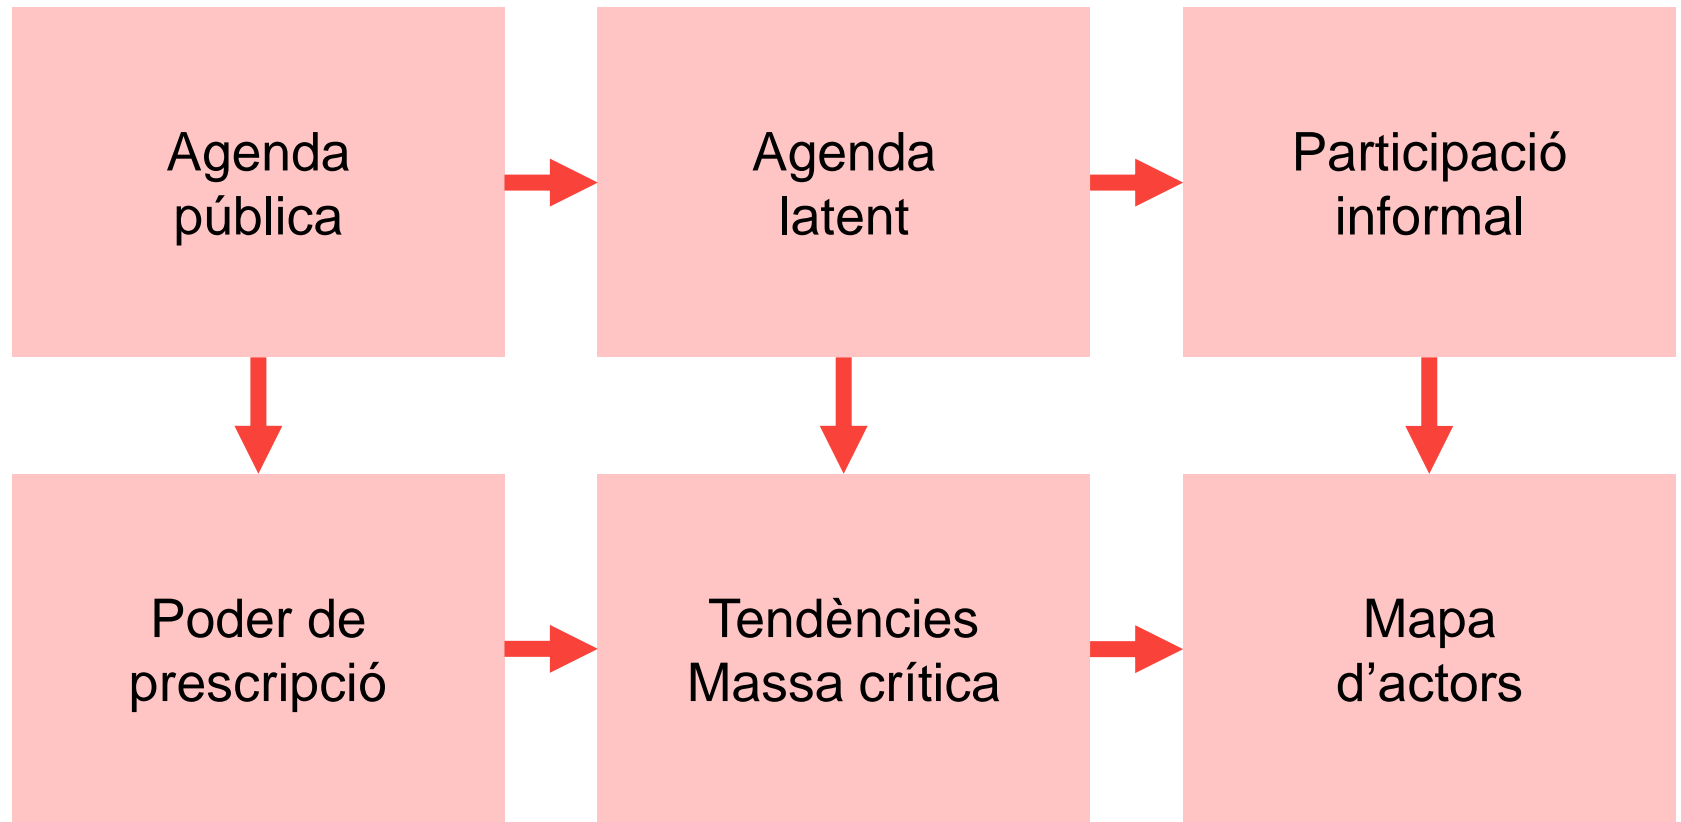 Agenda
pública
Agenda
latent
Participació
informal
Poder de
prescripció
Tendències
Massa crítica
Mapa
d’actors